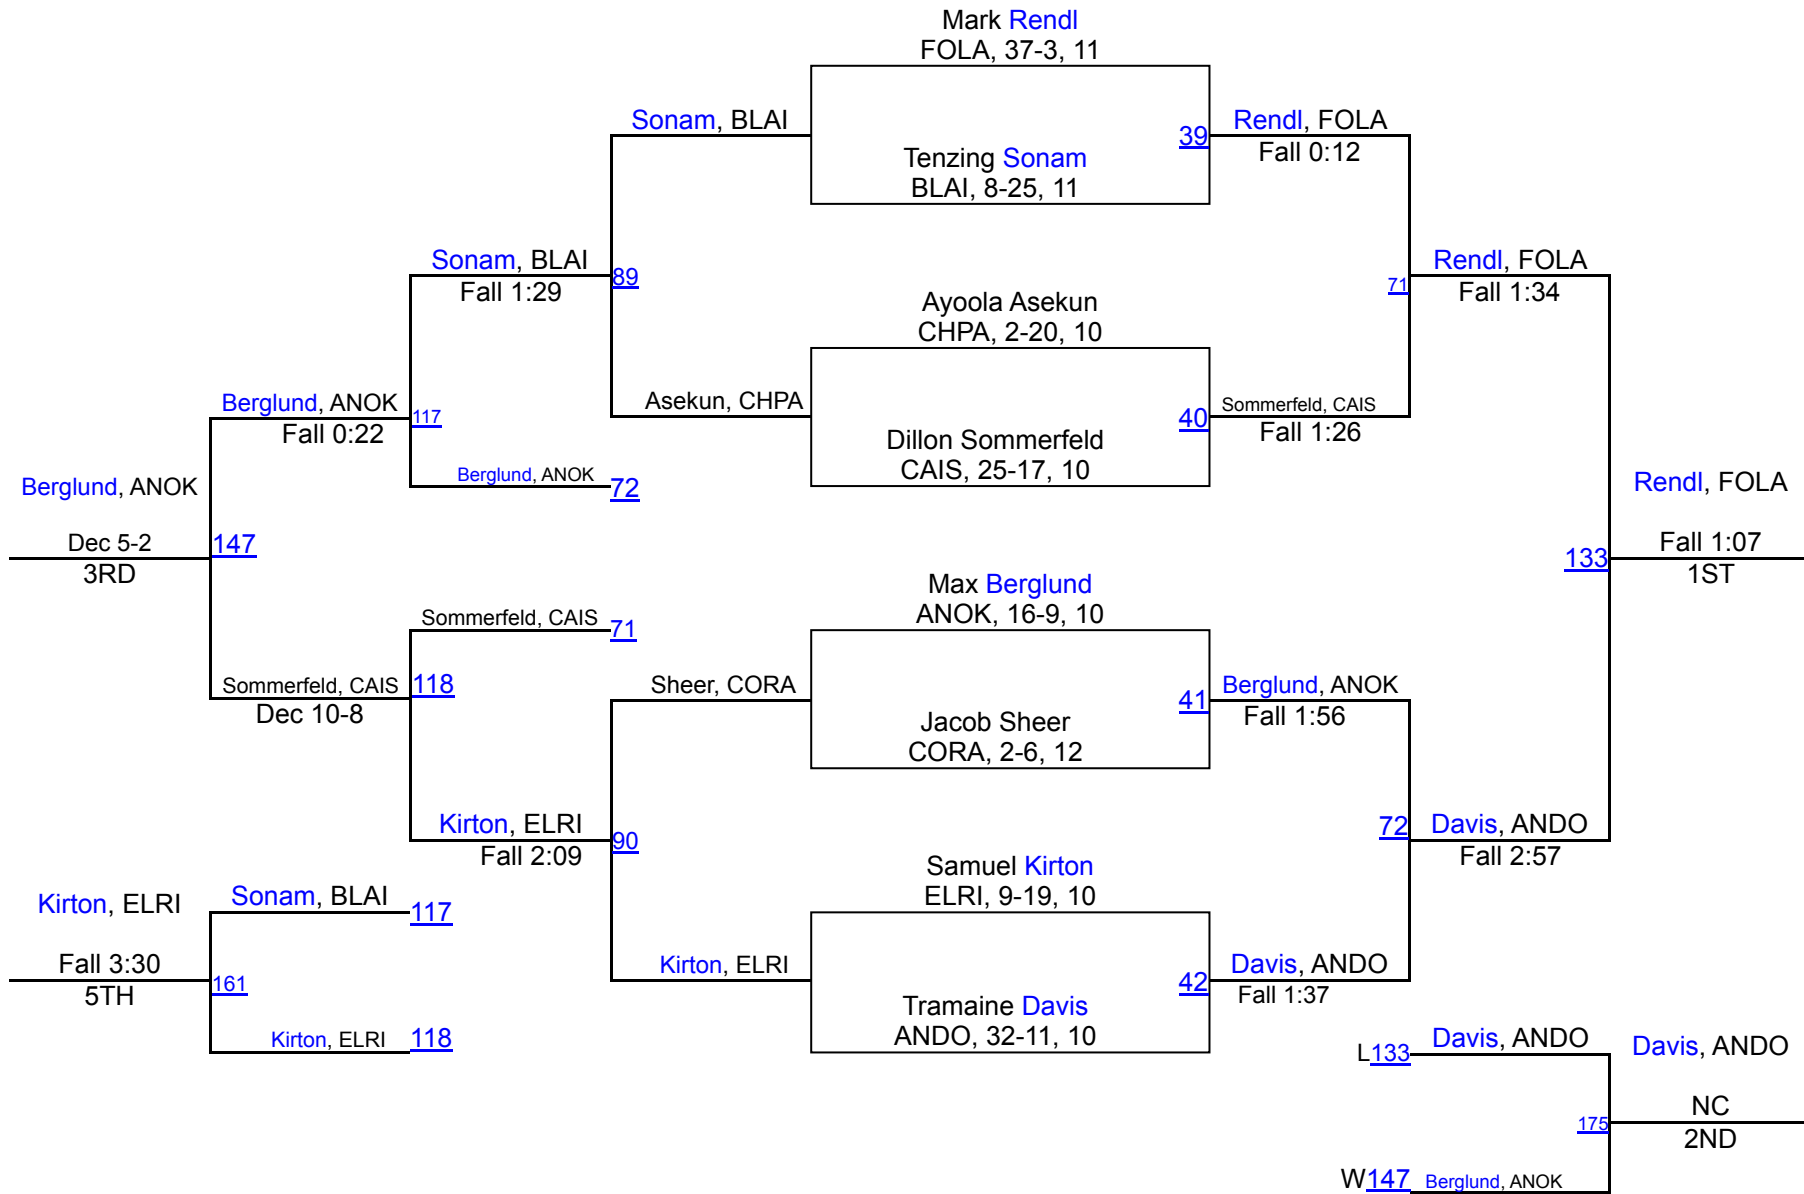 Mark Rendl
FOLA, 37-3, 11
Sonam, BLAI
39
Rendl, FOLA
Fall 0:12
Tenzing Sonam
BLAI, 8-25, 11
Sonam, BLAI
Fall 1:29
89
Rendl, FOLA
Fall 1:34
71
Ayoola Asekun
CHPA, 2-20, 10
Berglund, ANOK
Fall 0:22
117
Asekun, CHPA
40
Sommerfeld, CAIS
Fall 1:26
Dillon Sommerfeld
CAIS, 25-17, 10
Berglund, ANOK
72
Berglund, ANOK
Dec 5-2
3RD
147
Rendl, FOLA
Fall 1:07
1ST
133
Max Berglund
ANOK, 16-9, 10
Sommerfeld, CAIS
71
Sommerfeld, CAIS
Dec 10-8
118
Sheer, CORA
41
Berglund, ANOK
Fall 1:56
Jacob Sheer
CORA, 2-6, 12
Kirton, ELRI
Fall 2:09
90
72
Davis, ANDO
Fall 2:57
Samuel Kirton
ELRI, 9-19, 10
Kirton, ELRI
Sonam, BLAI
117
Fall 3:30
5TH
161
Kirton, ELRI
42
Davis, ANDO
Fall 1:37
Tramaine Davis
ANDO, 32-11, 10
Kirton, ELRI
118
L133
Davis, ANDO
Davis, ANDO
NC
2ND
175
W147
Berglund, ANOK